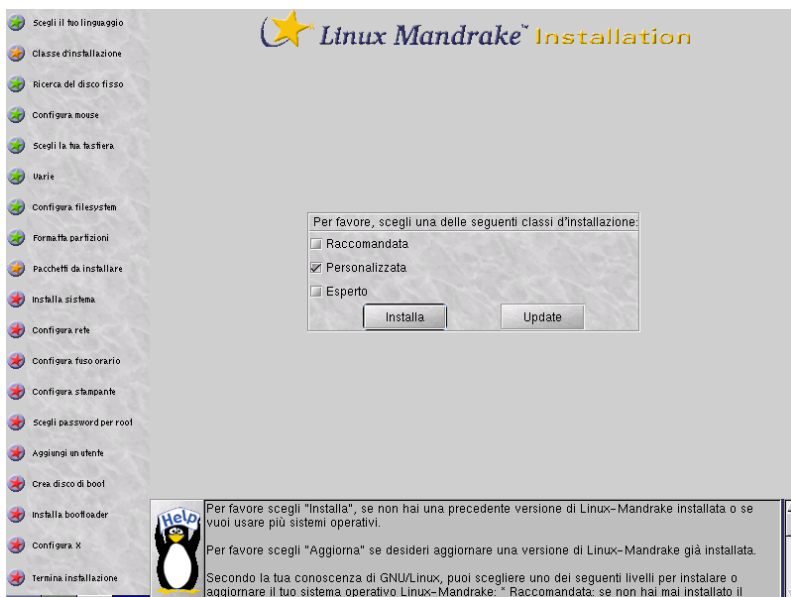 Scegli il tuo linguaggio
Classe d'installazione
Ricerca del disco fisso
Configura mouse
Scegli la tua tastiera
Varie
Configura filesystem
Formatta partizioni
Pacchetti da installare
Installa sistema
Configura rete
Configura fuso orario
Configura stampante
Scegli password per root
Aggiungi un utente
Crea disco di boot
Installa bootloader
Configura X
Termina installazione
Linux Mandrake™ Installation
Per favore, scegli una delle seguenti classi d'installazione:
Raccomandata
Personalizzata
Esperto
Installa Update
Help
Per favore scegli "Installa", se non hai una precedente versione di Linux-Mandrake installata o se
vuoi usare più sistemi operativi.
Per favore scegli "Aggiorna" se desideri aggiornare una versione di Linux-Mandrake già installata.
Secondo la tua conoscenza di GNU/Linux, puoi scegliere uno dei seguenti livelli per instalare o
aggiornare il tuo sistema operativo Linux-Mandrake: * Raccomandata: se non hai mai installato il